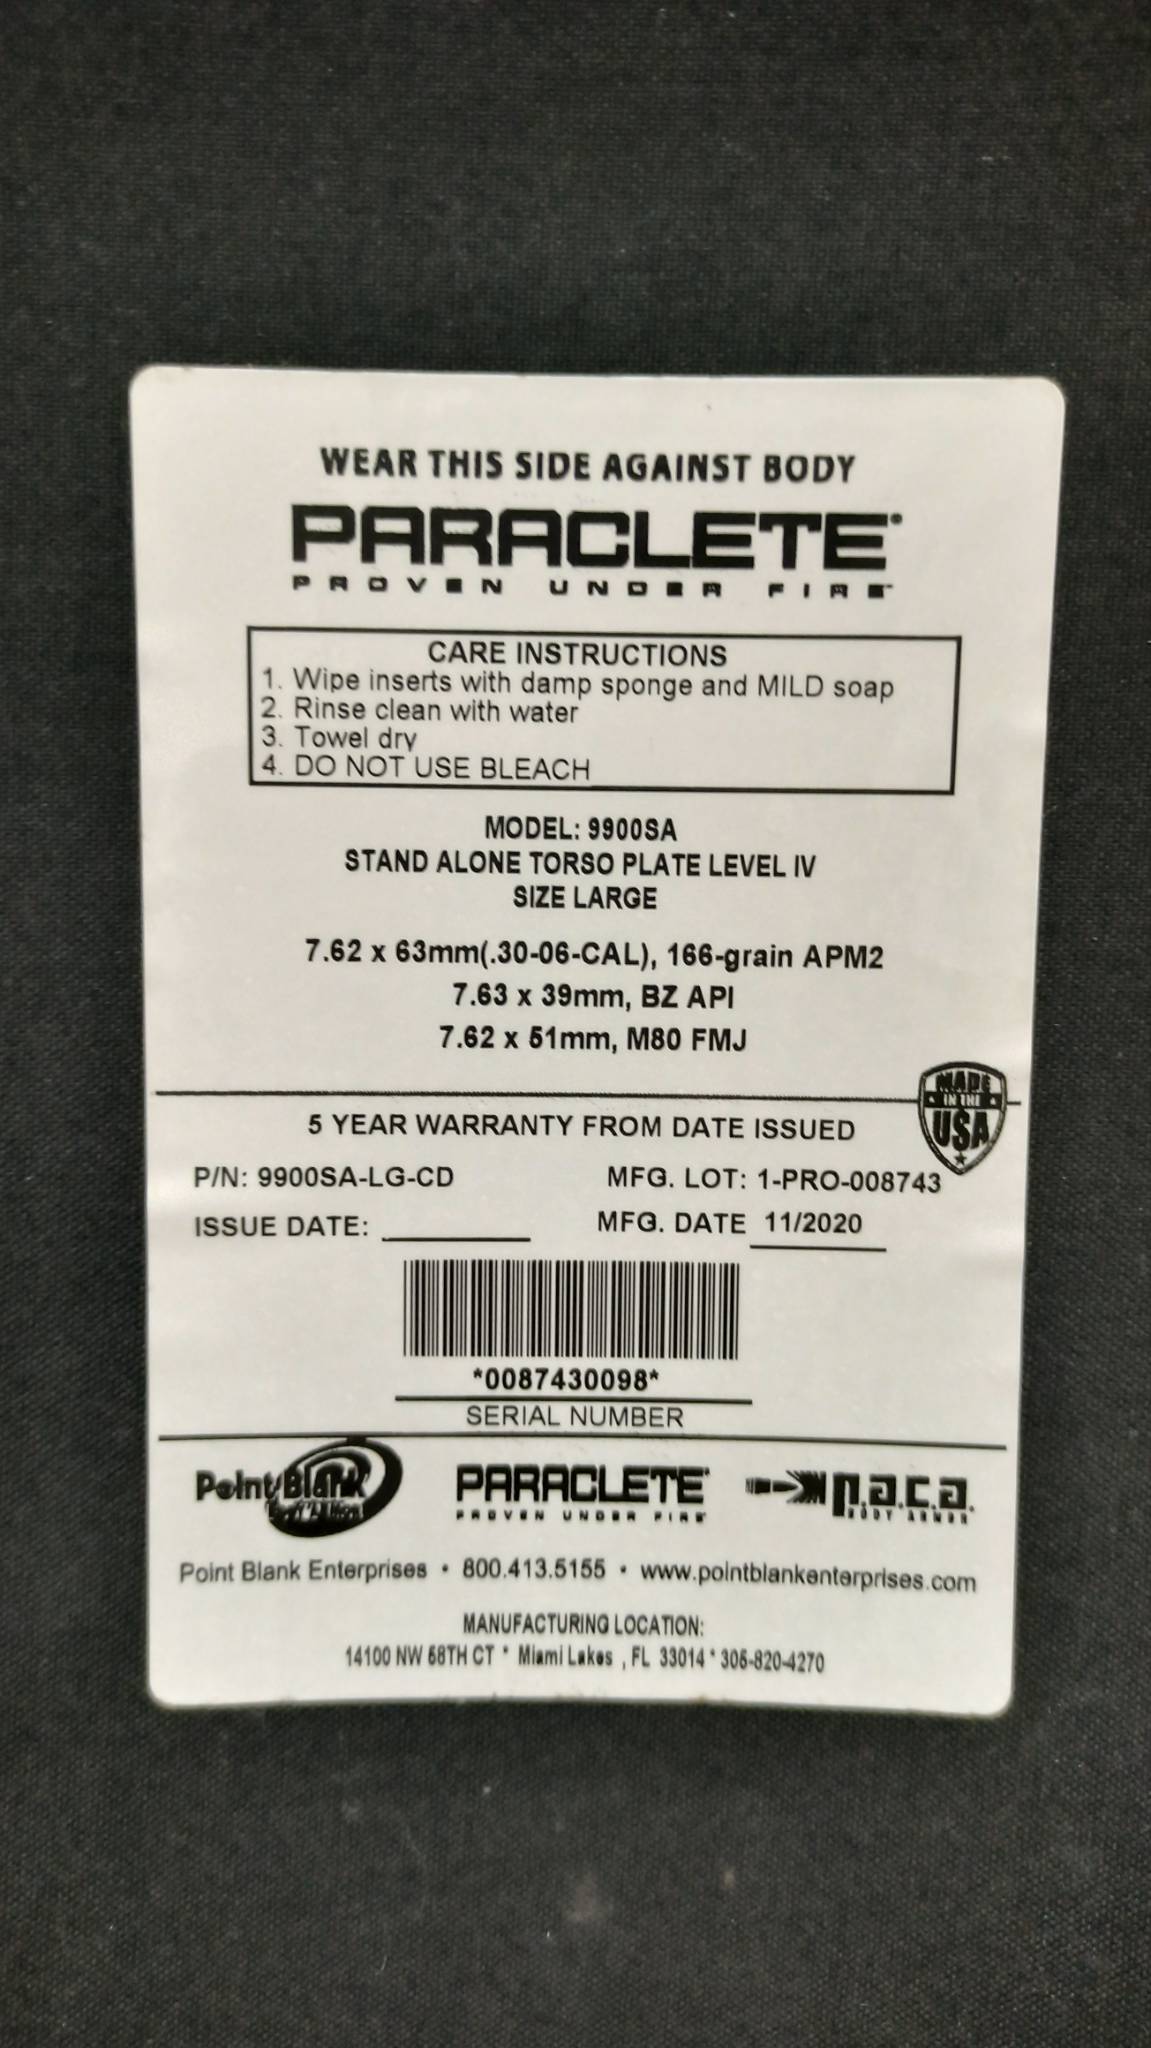 WEAR THIS SIDE AGAINST BODY
PARACLETE
PROVEN UNDER FIRE
CARE INSTRUCTIONS
1. Wipe inserts with damp sponge and MILD soap
2. Rinse clean with water
3. Towel dry
4. DO NOT USE BLEACH
MODEL: 9900SA
STAND ALONE TORSO PLATE LEVEL IV
SIZE LARGE
7.62 x 63mm(.30-06-CAL), 166-grain APM2
7.63 x 39mm, BZ API
7.62 x 51mm, M80 FMJ
MADE
IN THE
USA
5 YEAR WARRANTY FROM DATE ISSUED
P/N: 9900SA-LG-CD MFG. LOT: 1-PRO-008743
ISSUE DATE: MFG. DATE 11/2020
*0087430098*
SERIAL NUMBER
Point Blank PARACLETE p.a.c.a.
PROVEN UNDER FIRE BODY ARMOR
Point Blank Enterprises • 800.413.5155 • www.pointblankenterprises.com
MANUFACTURING LOCATION:
14100 NW 58TH CT * Miami Lakes , FL 33014 * 305-820-4270